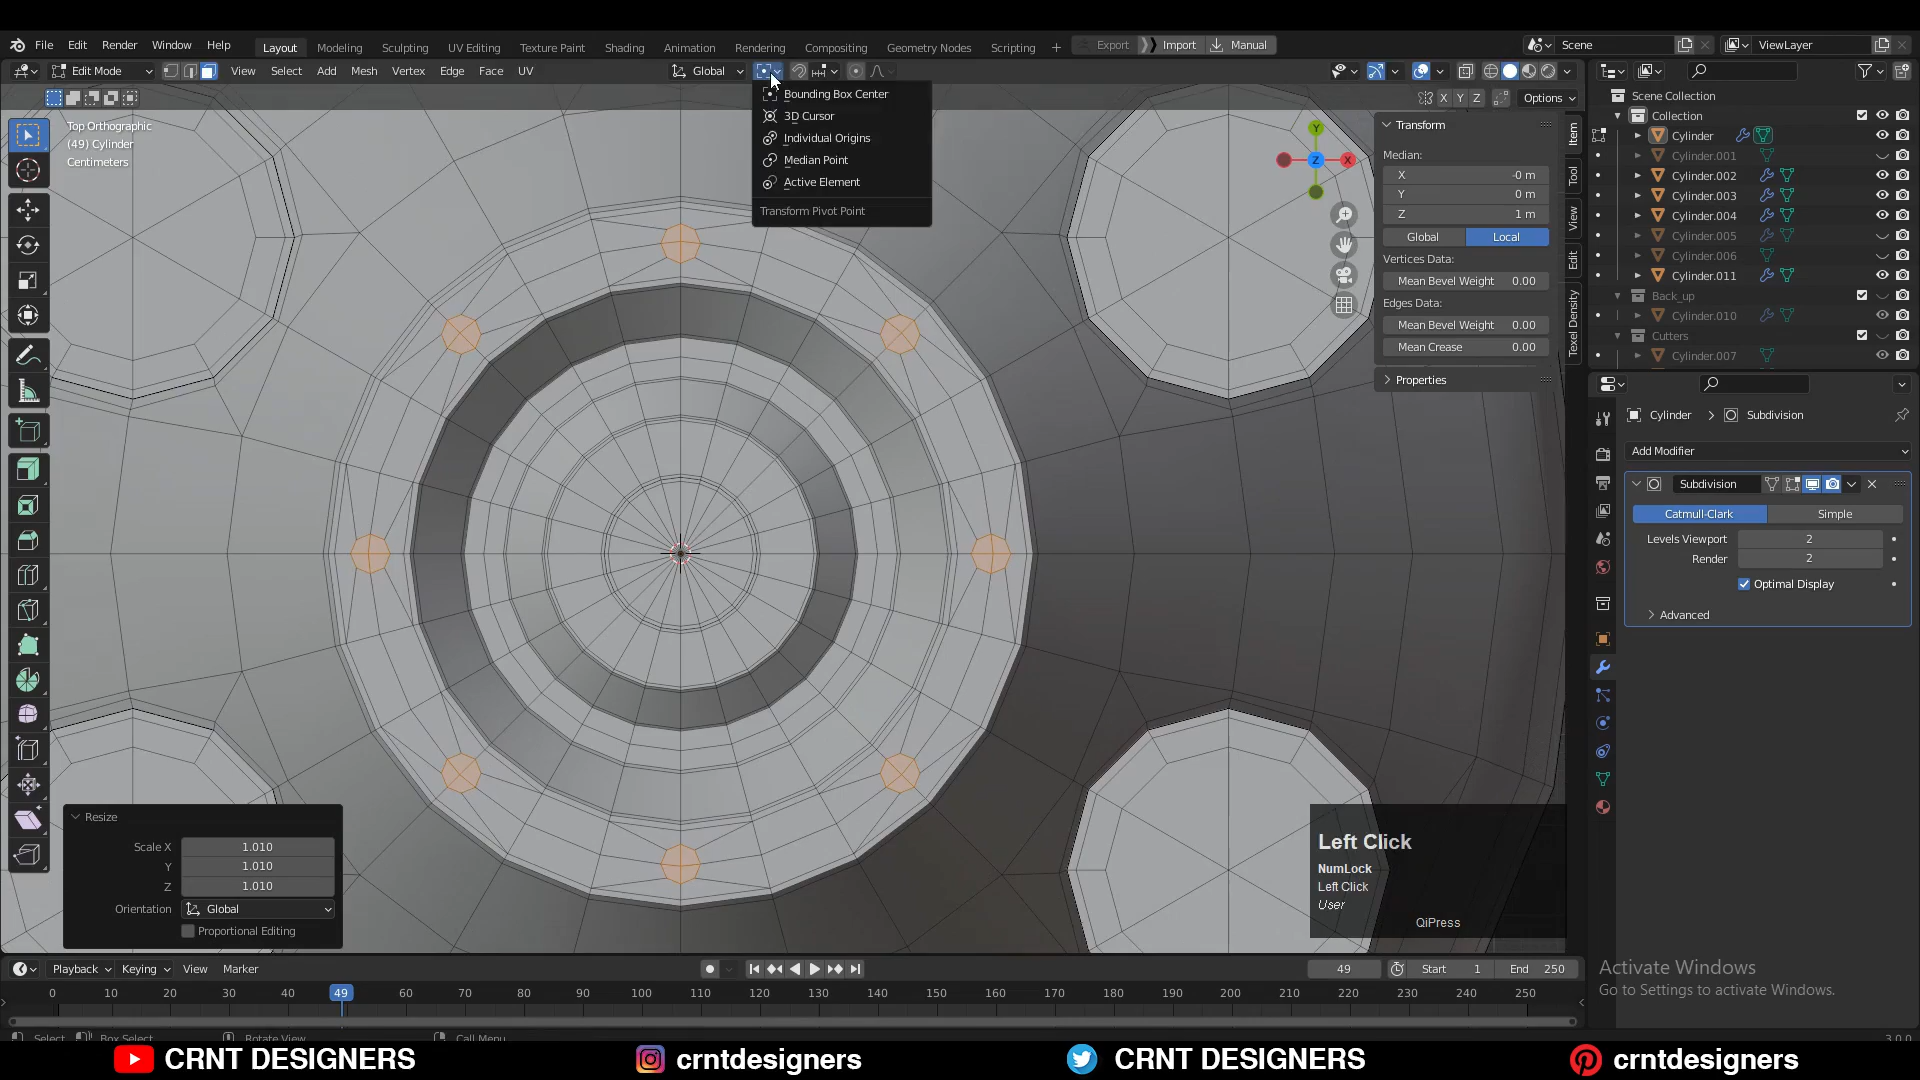 File Edit Render Window Help Layout Modeling Sculpting UV Editing Texture Paint Shading Animation Rendering Compositing Geometry Nodes Scripting + Export Import Manual Scene ViewLayer
Edit Mode View Select Add Mesh Vertex Edge Face UV Global
X Y Z Options
Top Orthographic
(49) Cylinder
Centimeters
Bounding Box Center
3D Cursor
Individual Origins
Median Point
Active Element
Transform Pivot Point
Y
Z
X
Transform
Median:
X -0 m
Y 0 m
Z 1 m
Global Local
Vertices Data:
Mean Bevel Weight 0.00
Edges Data:
Mean Bevel Weight 0.00
Mean Crease 0.00
Properties
Item
Tool
View
Edit
Texel Density
Scene Collection
Collection
Cylinder
Cylinder.001
Cylinder.002
Cylinder.003
Cylinder.004
Cylinder.005
Cylinder.006
Cylinder.011
Back_up
Cylinder.010
Cutters
Cylinder.007
Cylinder > Subdivision
Add Modifier
Subdivision
Catmull-Clark Simple
Levels Viewport 2
Render 2
Optimal Display
Advanced
Resize
Scale X 1.010
Y 1.010
Z 1.010
Orientation Global
Proportional Editing
Left Click
NumLock
Left Click
User
QiPress
Activate Windows
Go to Settings to activate Windows.
Playback Keying View Marker 49 Start 1 End 250
0 10 20 30 40 49 60 70 80 90 100 110 120 130 140 150 160 170 180 190 200 210 220 230 240 250
Select Box Select Rotate View Call Menu 3.0.0
CRNT DESIGNERS crntdesigners CRNT DESIGNERS crntdesigners